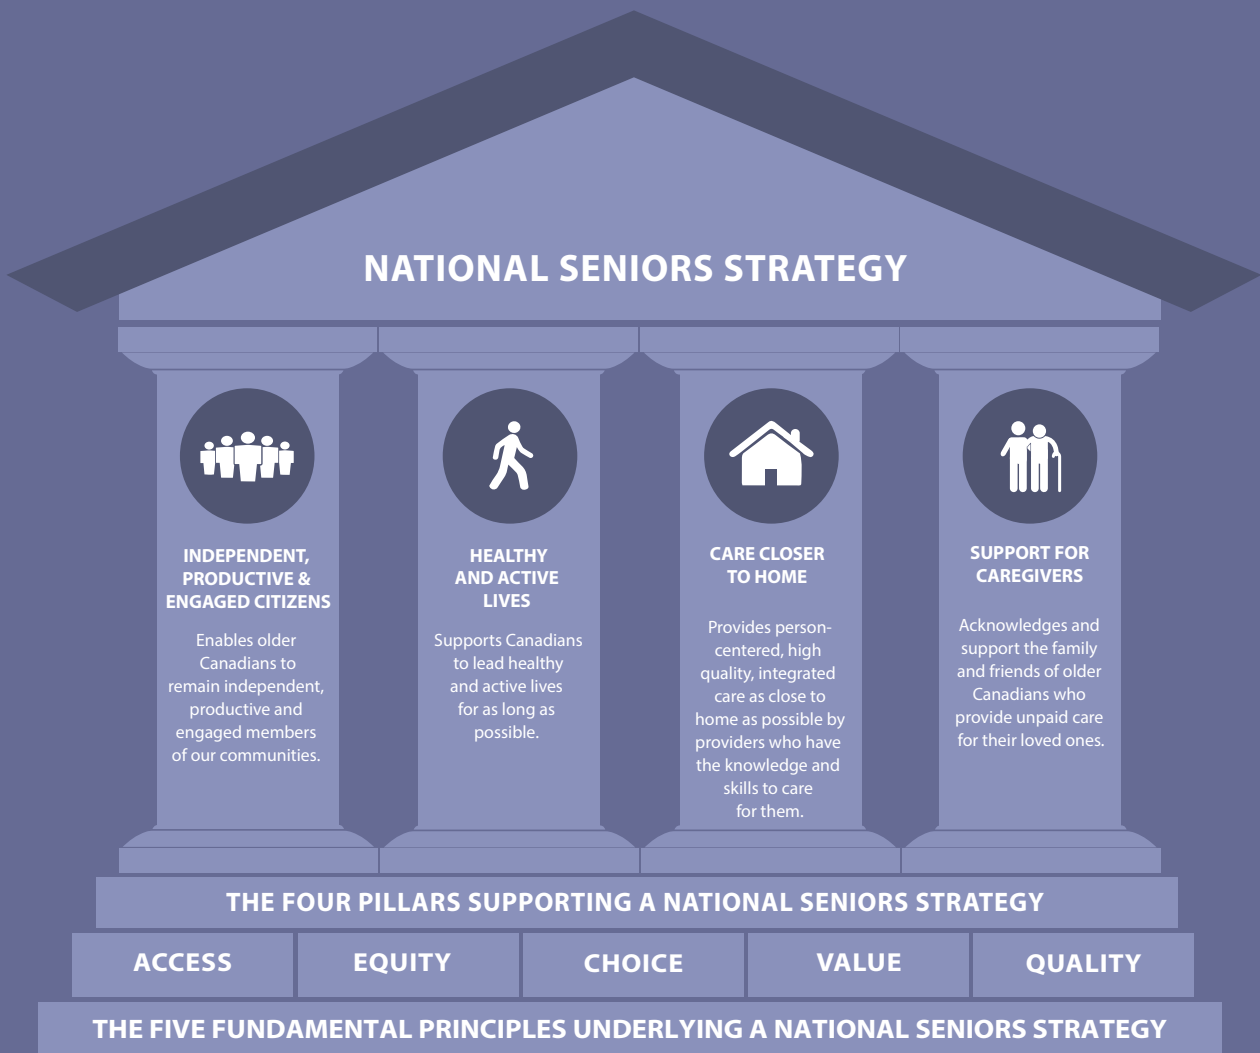 NATIONAL SENIORS STRATEGY
INDEPENDENT,
PRODUCTIVE &
ENGAGED CITIZENS
Enables older
Canadians to
remain independent,
productive and
engaged members
of our communities.
HEALTHY
AND ACTIVE
LIVES
Supports Canadians
to lead healthy
and active lives
for as long as
possible.
CARE CLOSER
TO HOME
Provides person-
centered, high
quality, integrated
care as close to
home as possible by
providers who have
the knowledge and
skills to care
for them.
SUPPORT FOR
CAREGIVERS
Acknowledges and
support the family
and friends of older
Canadians who
provide unpaid care
for their loved ones.
THE FOUR PILLARS SUPPORTING A NATIONAL SENIORS STRATEGY
ACCESS
EQUITY
CHOICE
VALUE
QUALITY
THE FIVE FUNDAMENTAL PRINCIPLES UNDERLYING A NATIONAL SENIORS STRATEGY